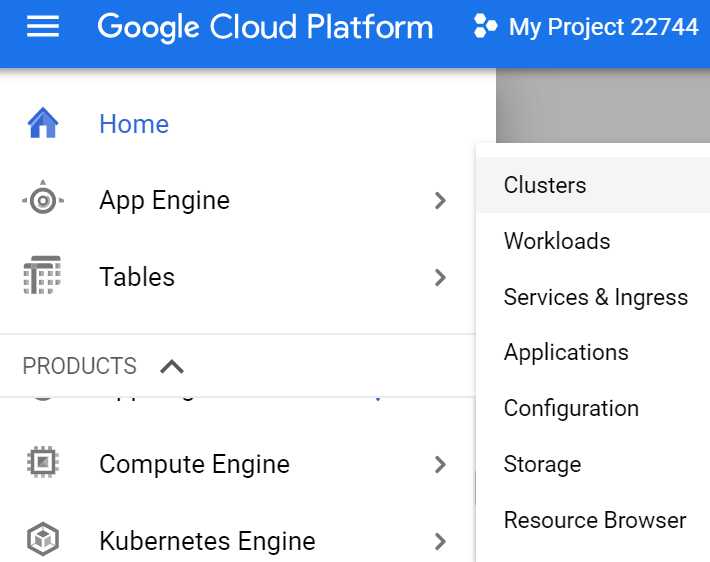 Google Cloud Platform
My Project 22744
Home
App Engine
Tables
PRODUCTS
Compute Engine
Kubernetes Engine
Clusters
Workloads
Services & Ingress
Applications
Configuration
Storage
Resource Browser